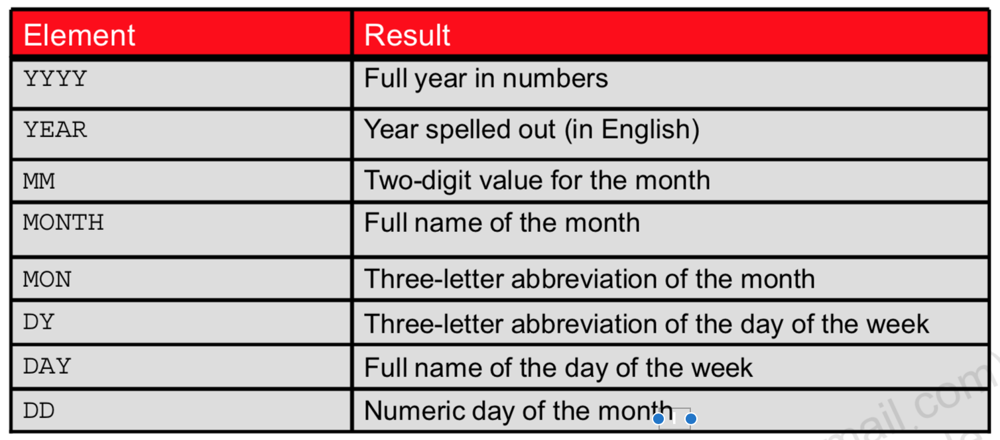 Element Result
YYYY Full year in numbers
YEAR Year spelled out (in English)
MM Two-digit value for the month
MONTH Full name of the month
MON Three-letter abbreviation of the month
DY Three-letter abbreviation of the day of the week
DAY Full name of the day of the week
DD Numeric day of the month
ail.com)